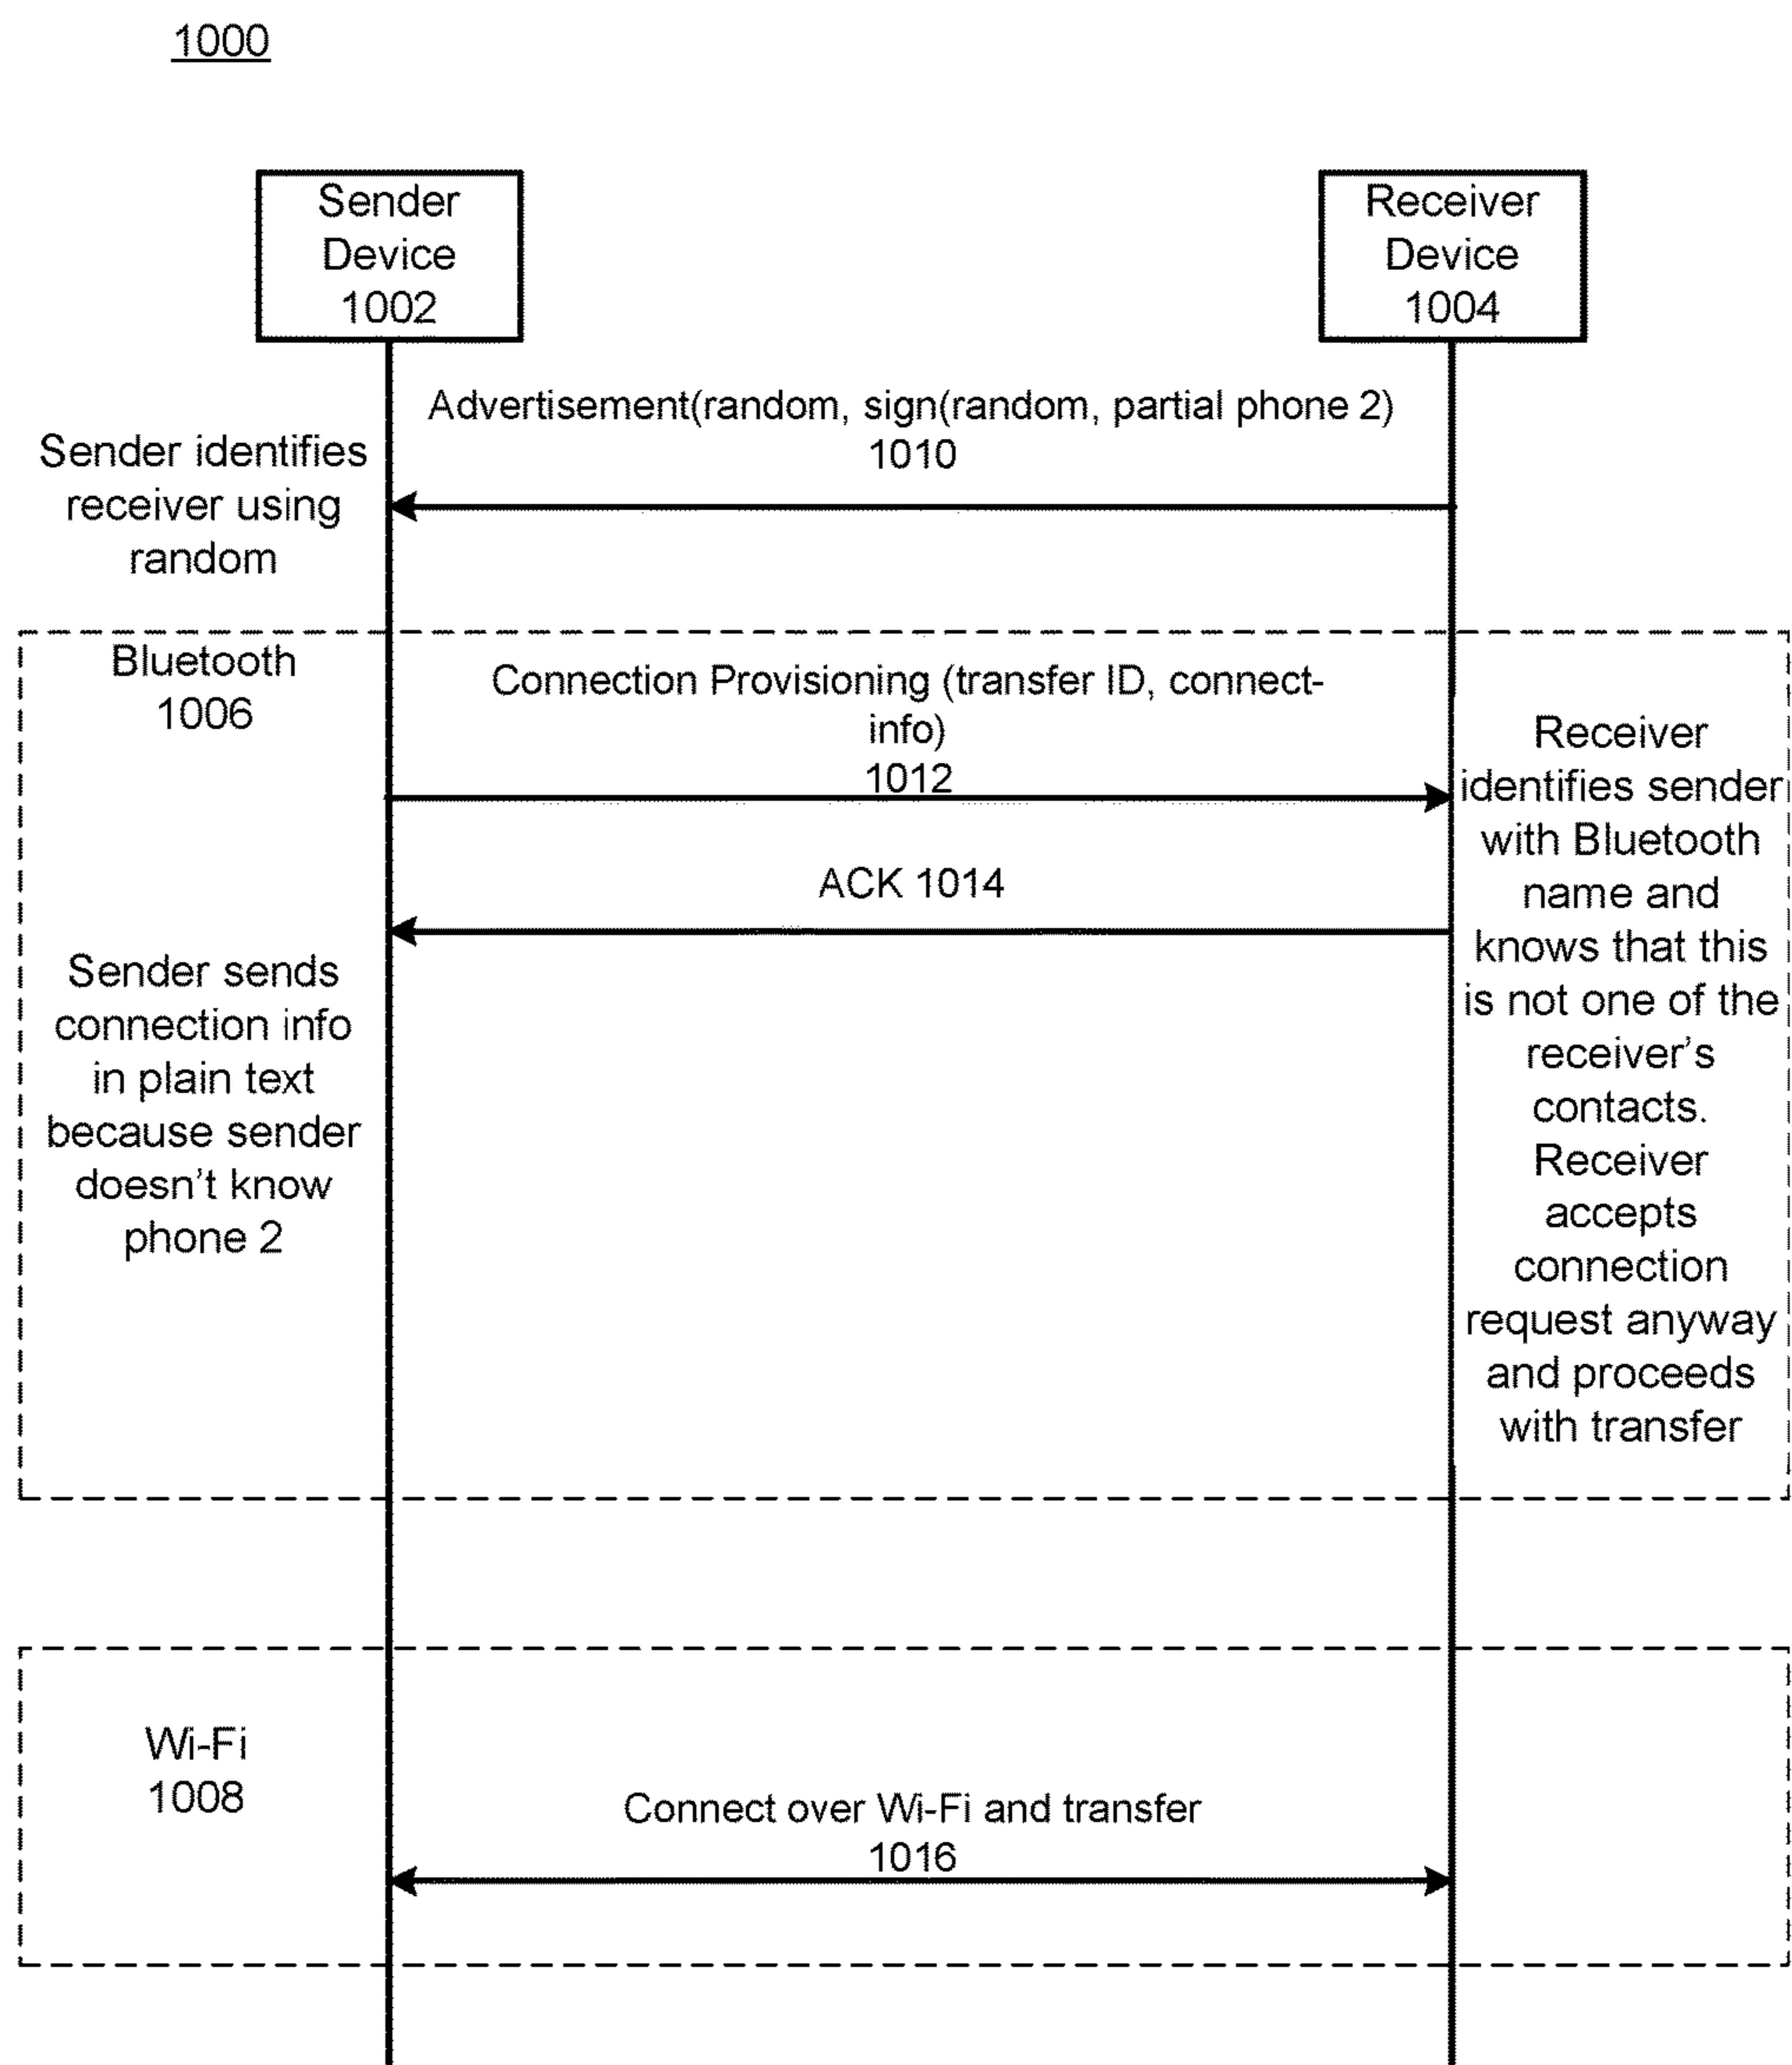 1000
Sender
Device
1002
Receiver
Device
1004
Advertisement(random, sign(random, partial phone 2)
1010
Sender identifies
receiver using
random
Bluetooth
1006
Connection Provisioning (transfer ID, connect-
info)
1012
ACK 1014
Receiver
identifies sender
with Bluetooth
name and
knows that this
is not one of the
receiver's
contacts.
Receiver
accepts
connection
request anyway
and proceeds
with transfer
Sender sends
connection info
in plain text
because sender
doesn't know
phone 2
Wi-Fi
1008
Connect over Wi-Fi and transfer
1016